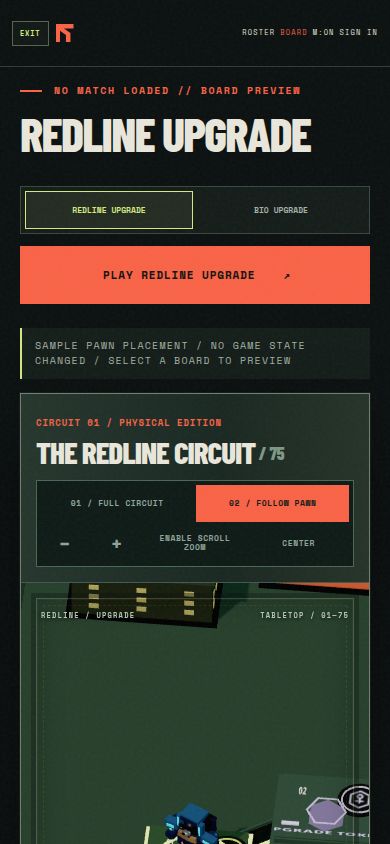 EXIT
ROSTER BOARD M:ON SIGN IN
NO MATCH LOADED // BOARD PREVIEW
REDLINE UPGRADE
REDLINE UPGRADE
BIO UPGRADE
PLAY REDLINE UPGRADE ↗
SAMPLE PAWN PLACEMENT / NO GAME STATE
CHANGED / SELECT A BOARD TO PREVIEW
CIRCUIT 01 / PHYSICAL EDITION
THE REDLINE CIRCUIT / 75
01 / FULL CIRCUIT
02 / FOLLOW PAWN
− +
ENABLE SCROLL
ZOOM
CENTER
REDLINE / UPGRADE
TABLETOP / 01—75
02